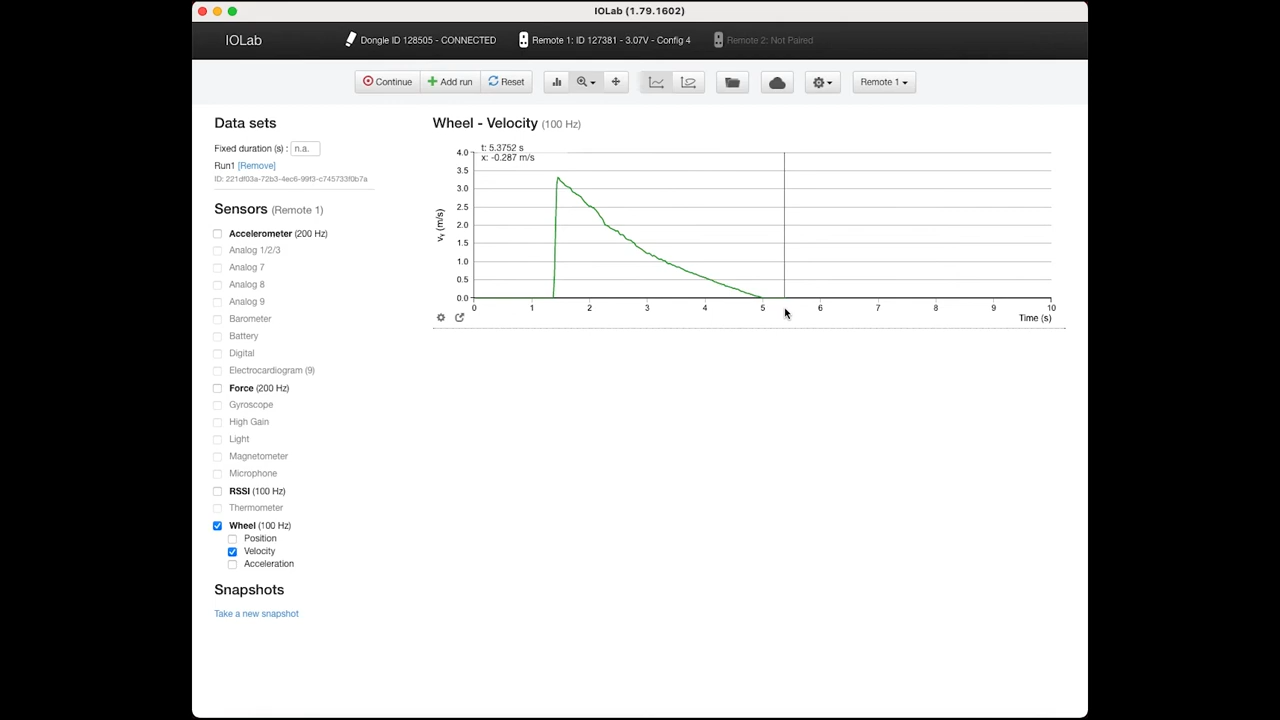 IOLab (1.79.1602)
IOLab Dongle ID 128505 - CONNECTED Remote 1: ID 127381 - 3.07V - Config 4 Remote 2: Not Paired
Continue Add run Reset Remote 1
Data sets
Fixed duration (s) : n.a.
Run1 [Remove]
ID: 221df03a-72b3-4ec6-99f3-c745733f0b7a
Sensors (Remote 1)
Accelerometer (200 Hz)
Analog 1/2/3
Analog 7
Analog 8
Analog 9
Barometer
Battery
Digital
Electrocardiogram (9)
Force (200 Hz)
Gyroscope
High Gain
Light
Magnetometer
Microphone
RSSI (100 Hz)
Thermometer
Wheel (100 Hz)
Position
Velocity
Acceleration
Snapshots
Take a new snapshot
Wheel - Velocity (100 Hz)
t: 5.3752 s
x: -0.287 m/s
4.0
3.5
3.0
2.5
2.0
1.5
1.0
0.5
0.0
vY (m/s)
0 1 2 3 4 5 6 7 8 9 10
Time (s)